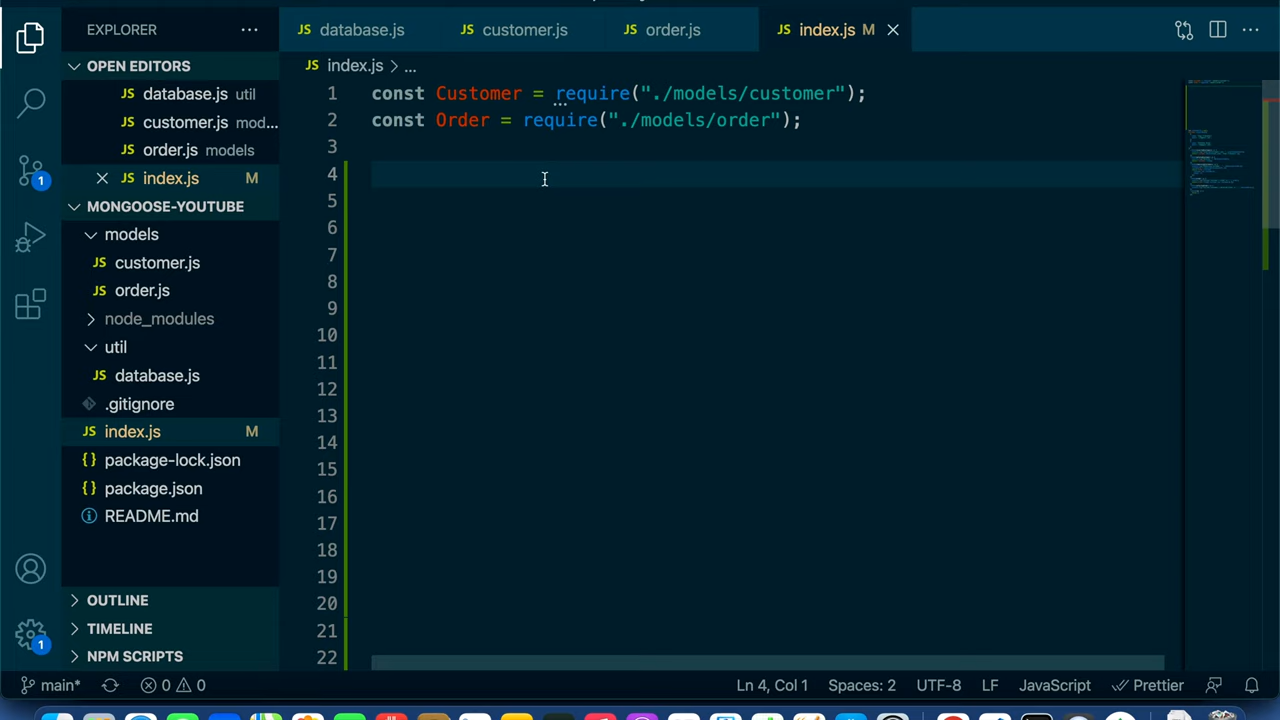 EXPLORER
database.js
customer.js
order.js
index.js M
OPEN EDITORS
index.js > ...
database.js util
customer.js mod...
order.js models
index.js M
MONGOOSE-YOUTUBE
models
customer.js
order.js
node_modules
util
database.js
.gitignore
index.js M
package-lock.json
package.json
README.md
OUTLINE
TIMELINE
NPM SCRIPTS
1 const Customer = require("./models/customer");
2 const Order = require("./models/order");
3
4
5
6
7
8
9
10
11
12
13
14
15
16
17
18
19
20
21
22
1
1
main* 0 0 Ln 4, Col 1 Spaces: 2 UTF-8 LF JavaScript Prettier